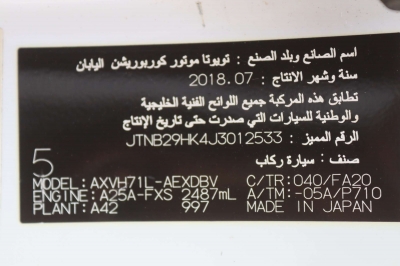 اسم الصانع وبلد الصنع : تويوتا موتور كوربوريشن اليابان
سنة وشهر الانتاج : 2018.07
تطابق هذه المركبة جميع اللوائح الفنية الخليجية
والوطنية للسيارات التي صدرت حتى تاريخ الإنتاج
الرقم المميز : JTNB29HK4J3012533
صنف : سيارة ركاب
5
MODEL: AXVH71L-AEXDBV C/TR: 040/FA20
ENGINE: A25A-FXS 2487mL A/TM: -05A/P710
PLANT: A42 997 MADE IN JAPAN